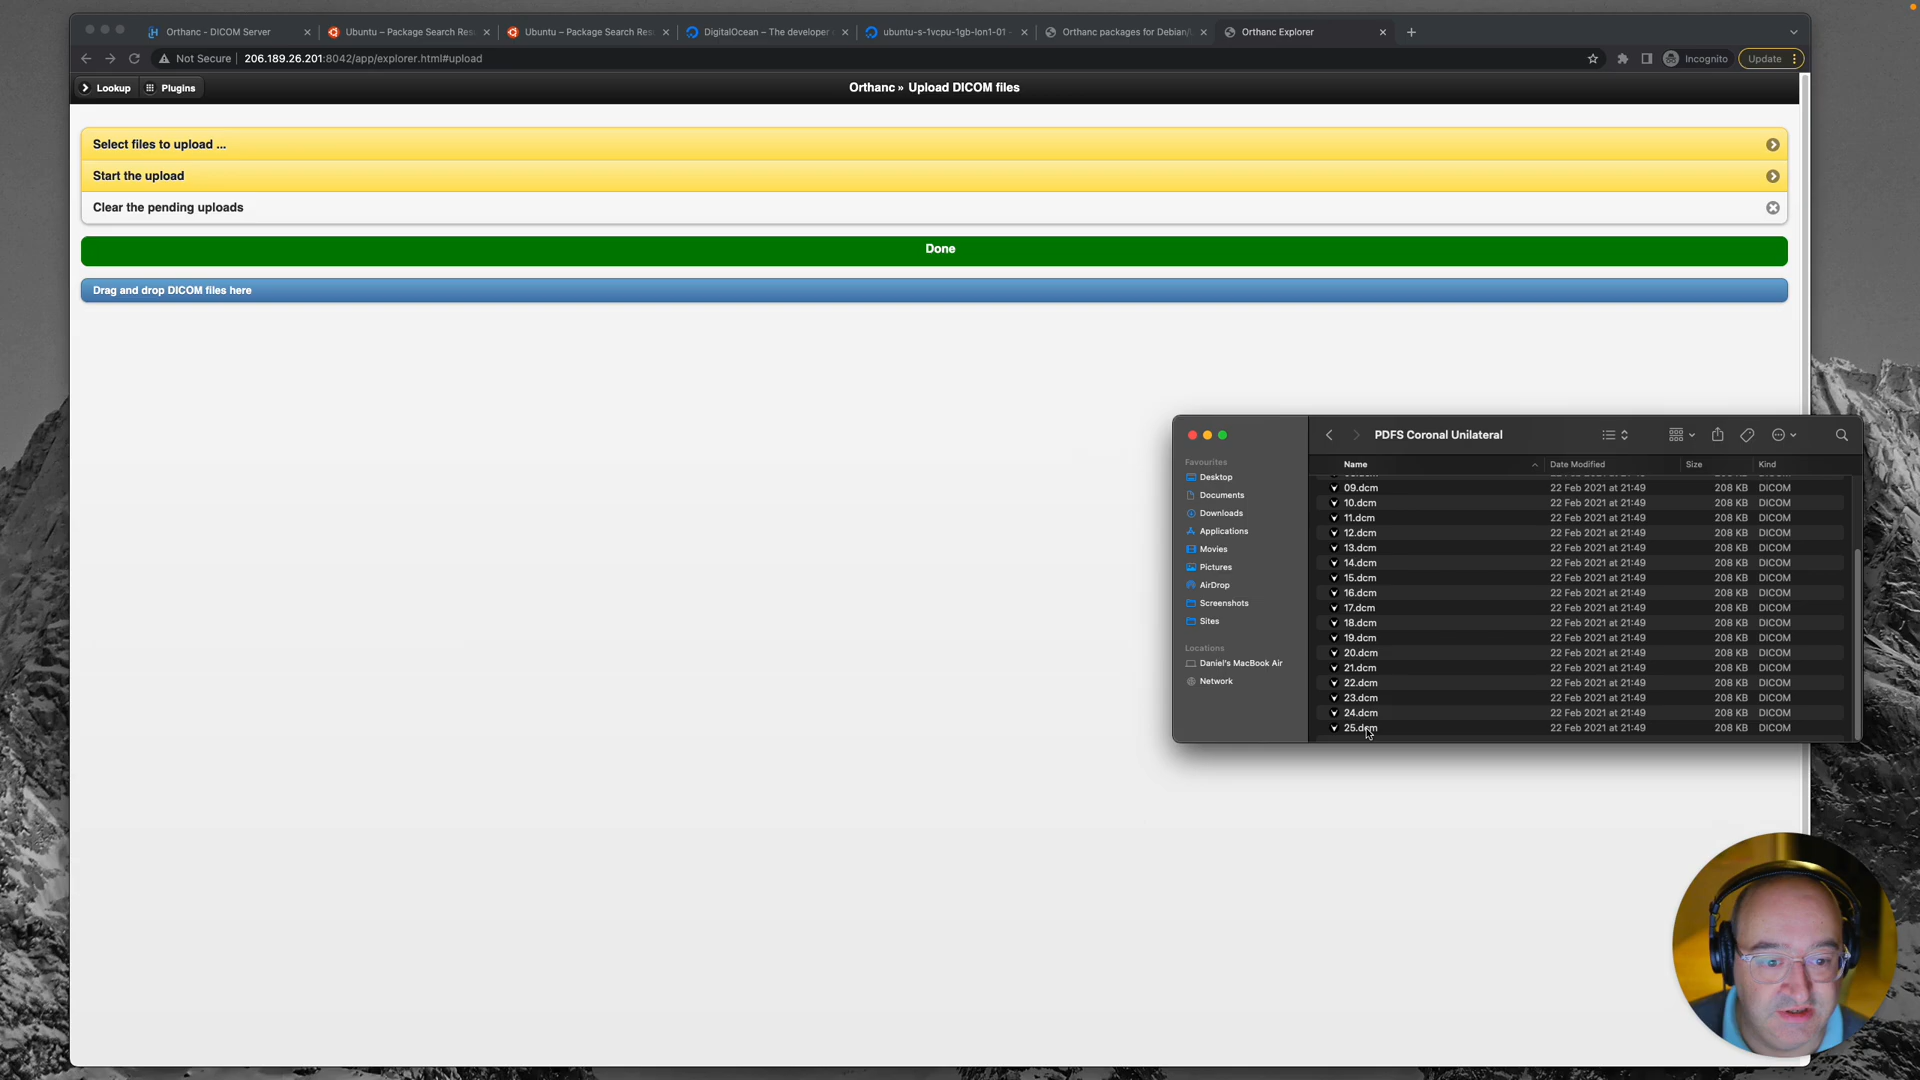 Orthanc - DICOM Server
Ubuntu – Package Search Res
Ubuntu – Package Search Res
DigitalOcean – The developer
ubuntu-s-1vcpu-1gb-lon1-01
Orthanc packages for Debian/
Orthanc Explorer
Not Secure
206.189.26.201:8042/app/explorer.html#upload
Incognito
Update
Lookup
Plugins
Orthanc » Upload DICOM files
Select files to upload ...
Start the upload
Clear the pending uploads
Done
Drag and drop DICOM files here
PDFS Coronal Unilateral
Favourites
Desktop
Documents
Downloads
Applications
Movies
Pictures
AirDrop
Screenshots
Sites
Locations
Daniel's MacBook Air
Network
Name Date Modified Size Kind
09.dcm 22 Feb 2021 at 21:49 208 KB DICOM
10.dcm 22 Feb 2021 at 21:49 208 KB DICOM
11.dcm 22 Feb 2021 at 21:49 208 KB DICOM
12.dcm 22 Feb 2021 at 21:49 208 KB DICOM
13.dcm 22 Feb 2021 at 21:49 208 KB DICOM
14.dcm 22 Feb 2021 at 21:49 208 KB DICOM
15.dcm 22 Feb 2021 at 21:49 208 KB DICOM
16.dcm 22 Feb 2021 at 21:49 208 KB DICOM
17.dcm 22 Feb 2021 at 21:49 208 KB DICOM
18.dcm 22 Feb 2021 at 21:49 208 KB DICOM
19.dcm 22 Feb 2021 at 21:49 208 KB DICOM
20.dcm 22 Feb 2021 at 21:49 208 KB DICOM
21.dcm 22 Feb 2021 at 21:49 208 KB DICOM
22.dcm 22 Feb 2021 at 21:49 208 KB DICOM
23.dcm 22 Feb 2021 at 21:49 208 KB DICOM
24.dcm 22 Feb 2021 at 21:49 208 KB DICOM
25.dcm 22 Feb 2021 at 21:49 208 KB DICOM